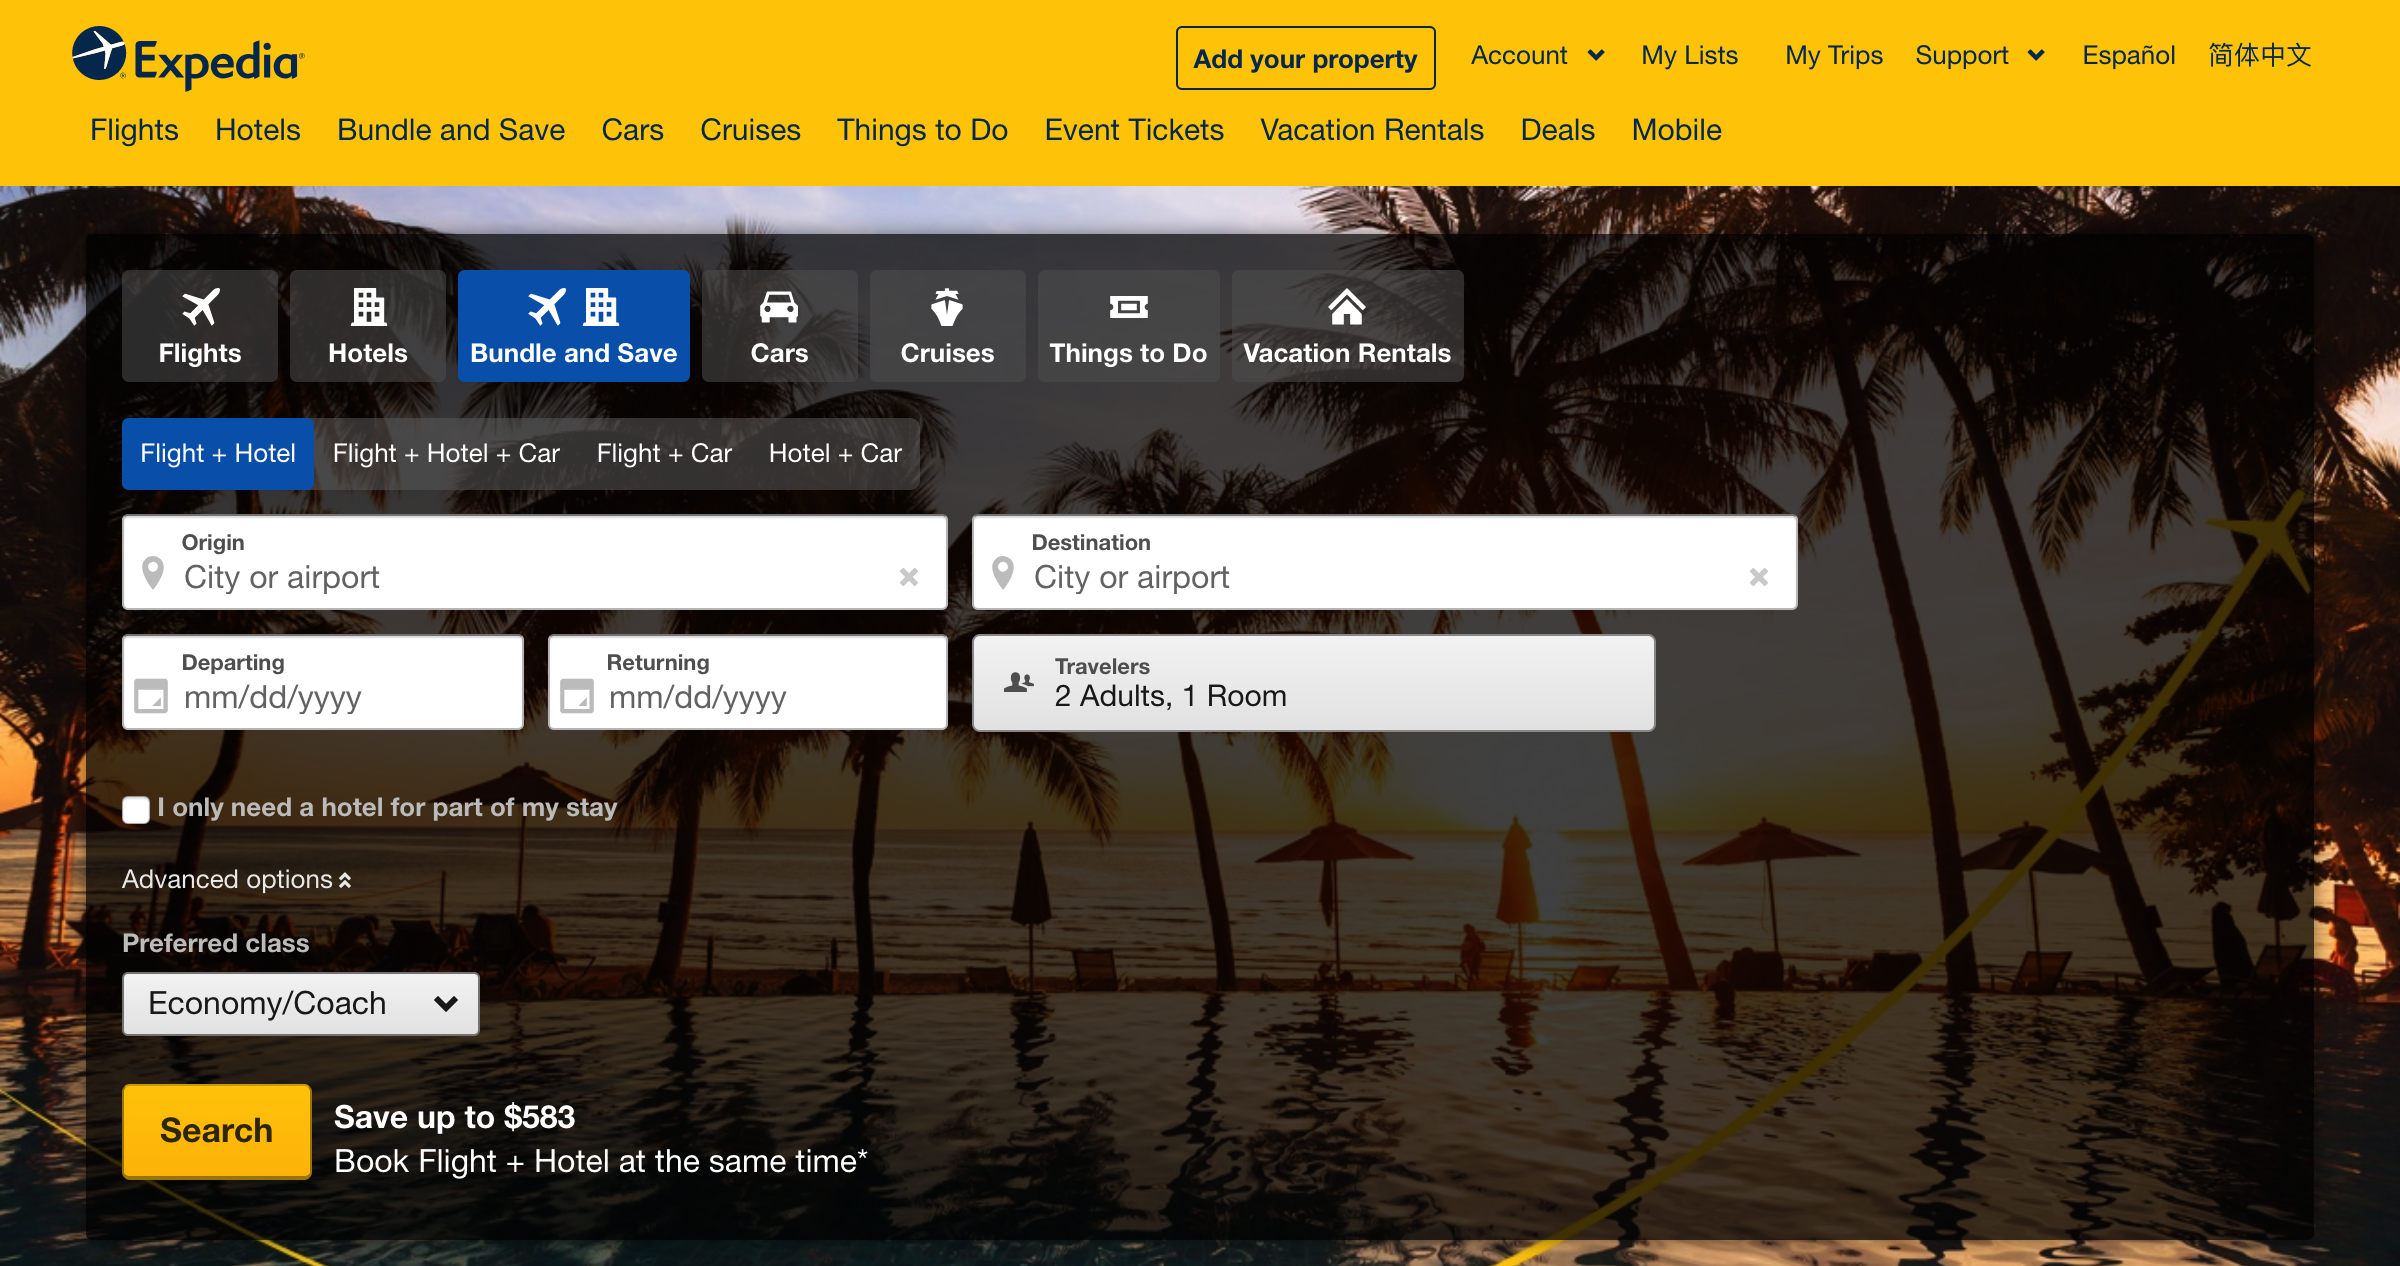 Expedia®
Add your property
Account
My Lists
My Trips
Support
Español
简体中文
Flights
Hotels
Bundle and Save
Cars
Cruises
Things to Do
Event Tickets
Vacation Rentals
Deals
Mobile
Flights
Hotels
Bundle and Save
Cars
Cruises
Things to Do
Vacation Rentals
Flight + Hotel
Flight + Hotel + Car
Flight + Car
Hotel + Car
Origin
City or airport
Destination
City or airport
Departing
mm/dd/yyyy
Returning
mm/dd/yyyy
Travelers
2 Adults, 1 Room
I only need a hotel for part of my stay
Advanced options
Preferred class
Economy/Coach
Search
Save up to $583
Book Flight + Hotel at the same time*